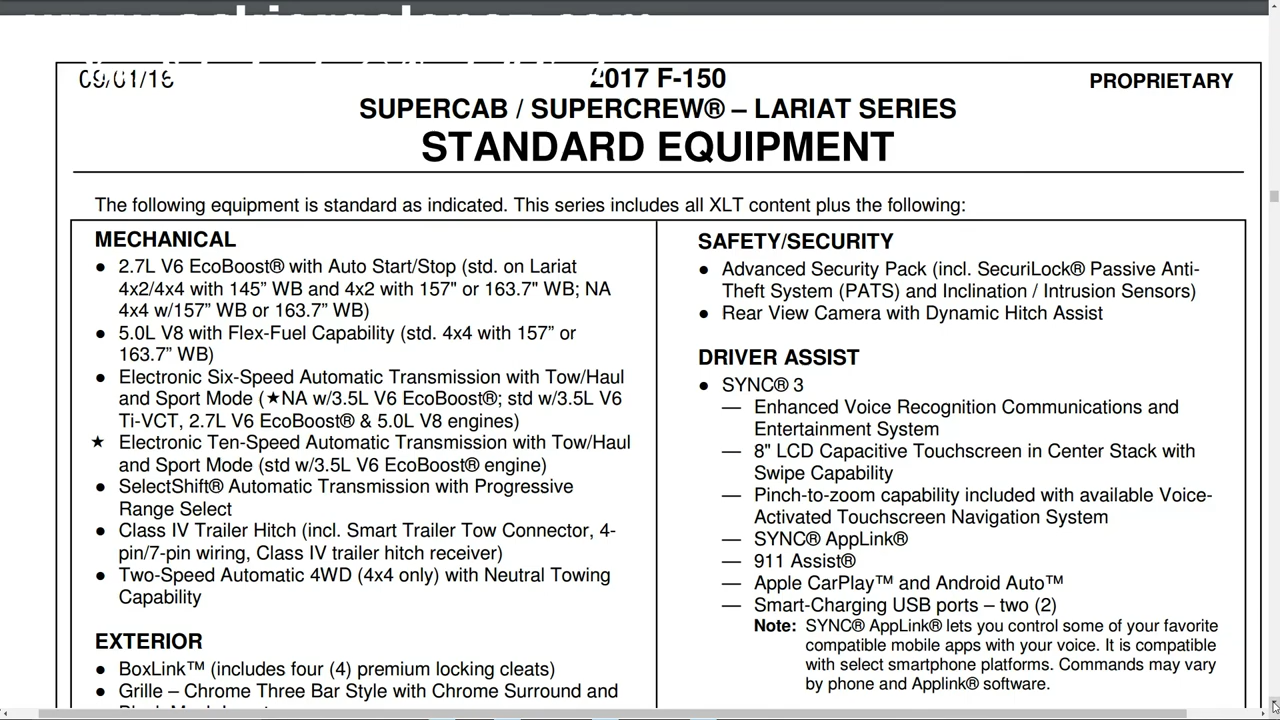 09/01/16
2017 F-150
PROPRIETARY
SUPERCAB / SUPERCREW® – LARIAT SERIES
STANDARD EQUIPMENT
The following equipment is standard as indicated. This series includes all XLT content plus the following:
MECHANICAL
● 2.7L V6 EcoBoost® with Auto Start/Stop (std. on Lariat
4x2/4x4 with 145” WB and 4x2 with 157" or 163.7" WB; NA
4x4 w/157” WB or 163.7” WB)
● 5.0L V8 with Flex-Fuel Capability (std. 4x4 with 157” or
163.7” WB)
● Electronic Six-Speed Automatic Transmission with Tow/Haul
and Sport Mode (★NA w/3.5L V6 EcoBoost®; std w/3.5L V6
Ti-VCT, 2.7L V6 EcoBoost® & 5.0L V8 engines)
★ Electronic Ten-Speed Automatic Transmission with Tow/Haul
and Sport Mode (std w/3.5L V6 EcoBoost® engine)
● SelectShift® Automatic Transmission with Progressive
Range Select
● Class IV Trailer Hitch (incl. Smart Trailer Tow Connector, 4-
pin/7-pin wiring, Class IV trailer hitch receiver)
● Two-Speed Automatic 4WD (4x4 only) with Neutral Towing
Capability
EXTERIOR
● BoxLink™ (includes four (4) premium locking cleats)
● Grille – Chrome Three Bar Style with Chrome Surround and
SAFETY/SECURITY
● Advanced Security Pack (incl. SecuriLock® Passive Anti-
Theft System (PATS) and Inclination / Intrusion Sensors)
● Rear View Camera with Dynamic Hitch Assist
DRIVER ASSIST
● SYNC® 3
— Enhanced Voice Recognition Communications and
Entertainment System
— 8" LCD Capacitive Touchscreen in Center Stack with
Swipe Capability
— Pinch-to-zoom capability included with available Voice-
Activated Touchscreen Navigation System
— SYNC® AppLink®
— 911 Assist®
— Apple CarPlay™ and Android Auto™
— Smart-Charging USB ports – two (2)
Note: SYNC® AppLink® lets you control some of your favorite
compatible mobile apps with your voice. It is compatible
with select smartphone platforms. Commands may vary
by phone and Applink® software.